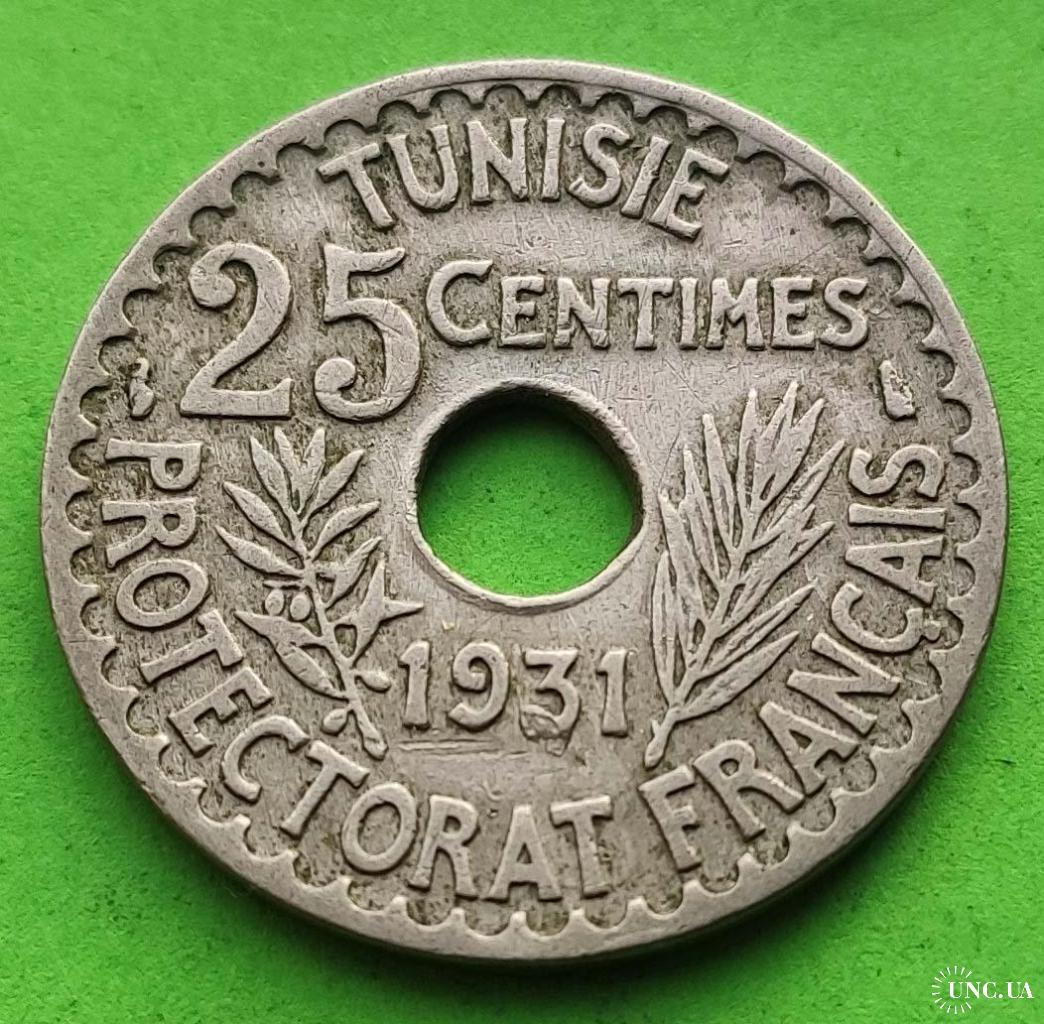 TUNISIE
25 CENTIMES
1931
- PROTECTORAT FRANÇAIS -
UNC.UA